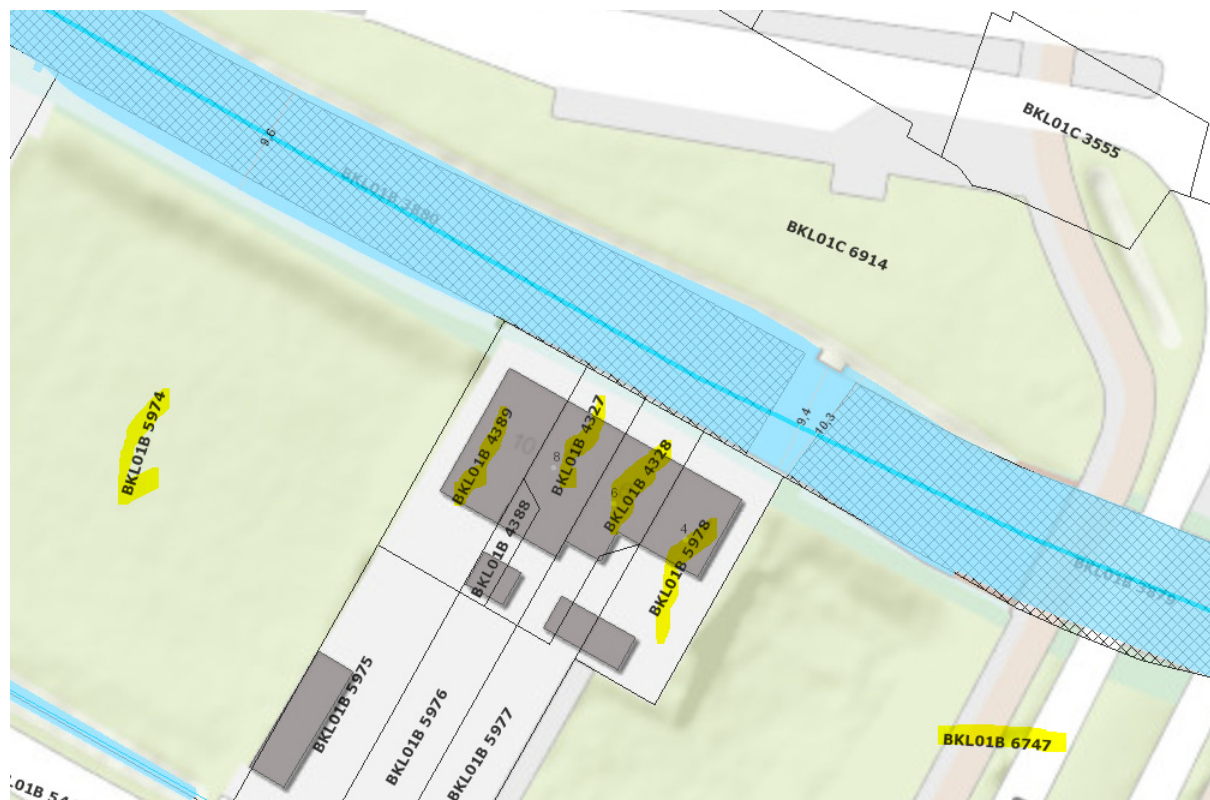 BKL01C 3555
9.6
BKL01B 3880
BKL01C 6914
BKL01B 5974
BKL01B 4389
10
8
BKL01B 4327
6
BKL01B 4328
9.4
10.3
4
BKL01B 4388
BKL01B 5978
BKL01B 3879
BKL01B 5975
BKL01B 5976
BKL01B 5977
BKL01B 6747